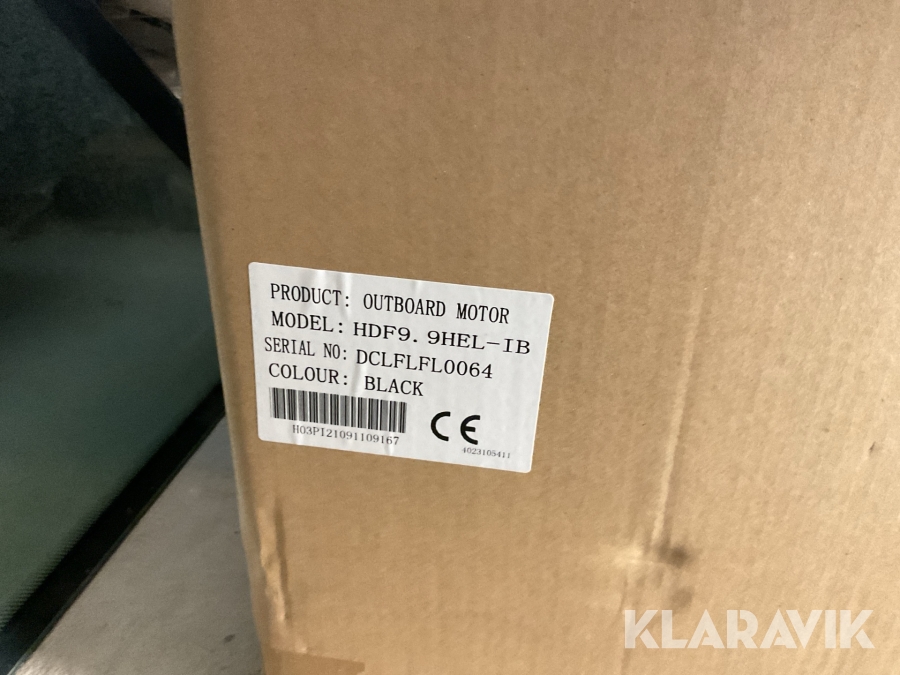 PRODUCT: OUTBOARD MOTOR
MODEL: HDF9.9HEL-IB
SERIAL NO: DCLFLFL0064
COLOUR: BLACK
H03PI21091109167
CE
4023105411
KLARAVIK